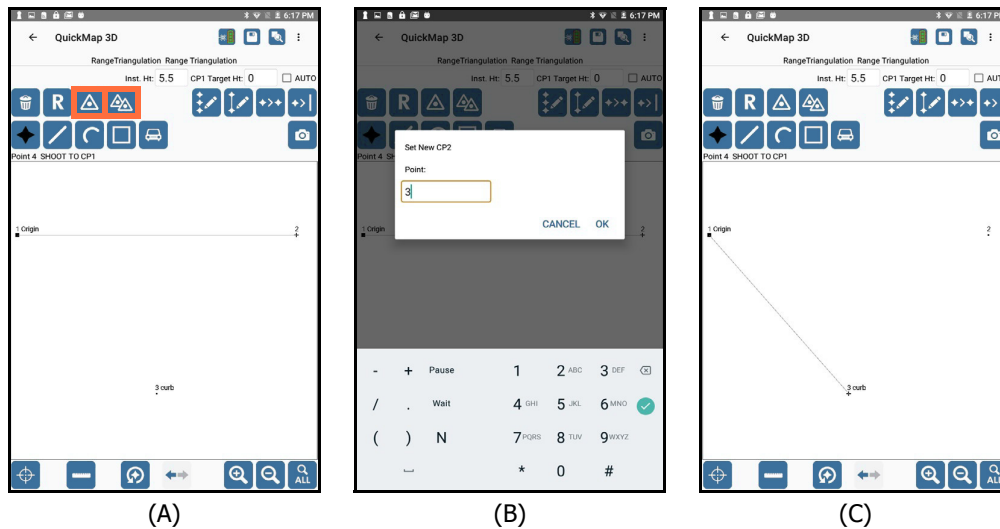 6:17 PM
QuickMap 3D
RangeTriangulation Range Triangulation
Inst. Ht: 5.5 CP1 Target Ht: 0 AUTO
R
Point 4 SHOOT TO CP1
1 Origin
2
3 curb
ALL
(A)
6:17 PM
QuickMap 3D
RangeTriangulation Range Triangulation
Inst. Ht: 5.5 CP1 Target Ht: 0 AUTO
R
Point 4 SH
Set New CP2
Point:
3
CANCEL OK
1 Origin
2
- + Pause 1 2 ABC 3 DEF
/ . Wait 4 GHI 5 JKL 6 MNO
( ) N 7 PQRS 8 TUV 9 WXYZ
* 0 #
(B)
6:17 P
QuickMap 3D
RangeTriangulation Range Triangulation
Inst. Ht: 5.5 CP1 Target Ht: 0 AUT
R
Point 4 SHOOT TO CP1
1 Origin
2
3 curb
ALL
(C)